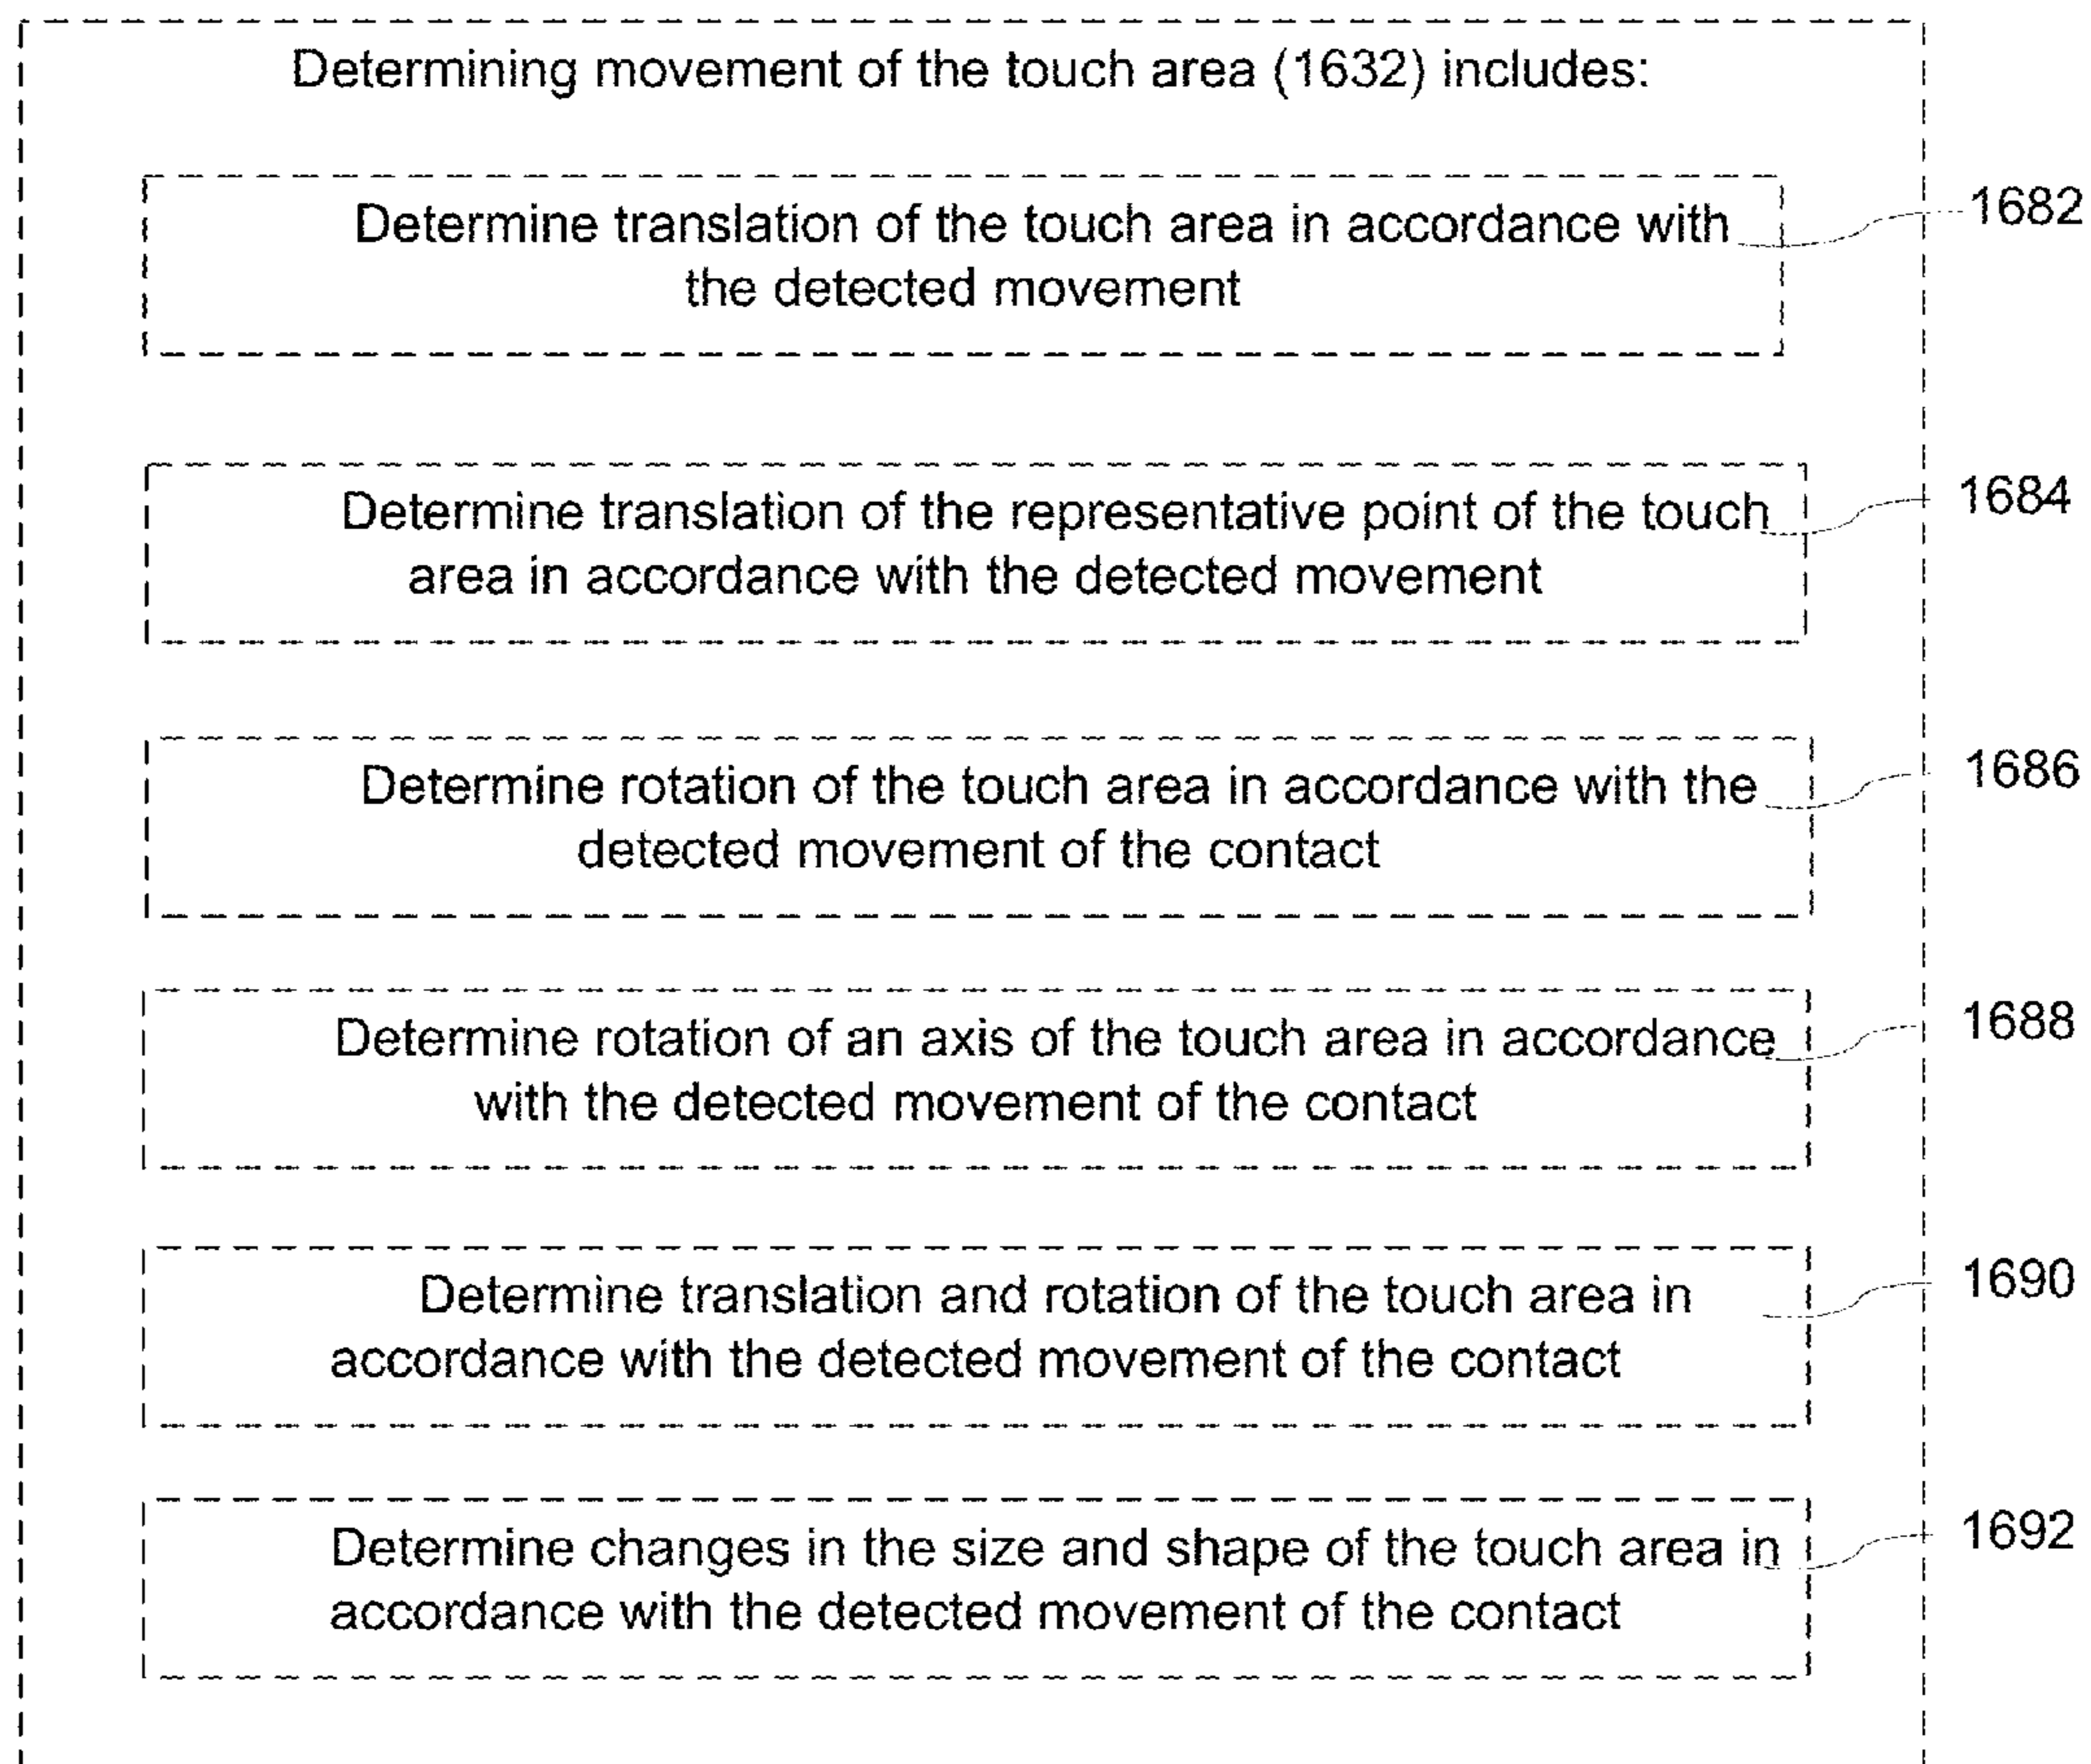 Determining movement of the touch area (1632) includes:
Determine translation of the touch area in accordance with
the detected movement
1682
Determine translation of the representative point of the touch
area in accordance with the detected movement
1684
Determine rotation of the touch area in accordance with the
detected movement of the contact
1686
Determine rotation of an axis of the touch area in accordance
with the detected movement of the contact
1688
Determine translation and rotation of the touch area in
accordance with the detected movement of the contact
1690
Determine changes in the size and shape of the touch area in
accordance with the detected movement of the contact
1692